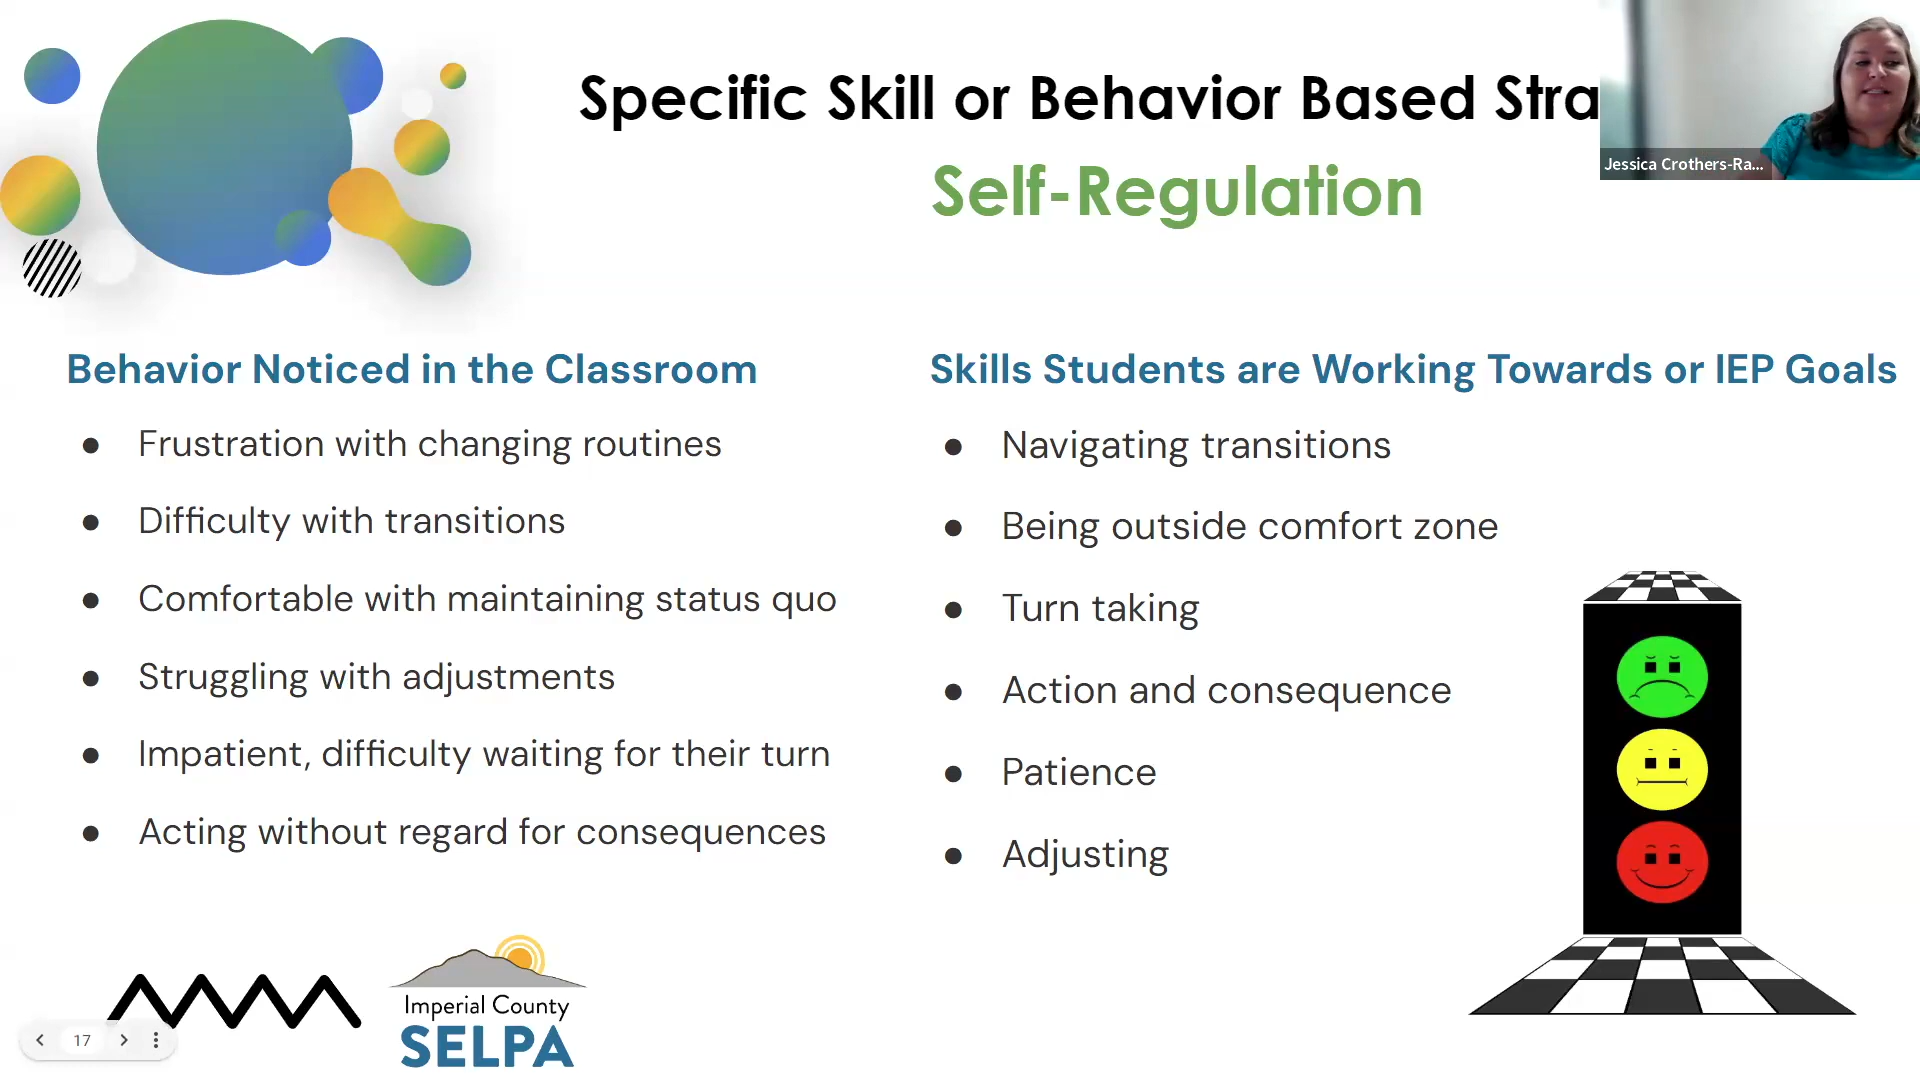 Specific Skill or Behavior Based Stra
Jessica Crothers-Ra...
Self-Regulation
Behavior Noticed in the Classroom
● Frustration with changing routines
● Difficulty with transitions
● Comfortable with maintaining status quo
● Struggling with adjustments
● Impatient, difficulty waiting for their turn
● Acting without regard for consequences
Skills Students are Working Towards or IEP Goals
● Navigating transitions
● Being outside comfort zone
● Turn taking
● Action and consequence
● Patience
● Adjusting
Imperial County
SELPA
17